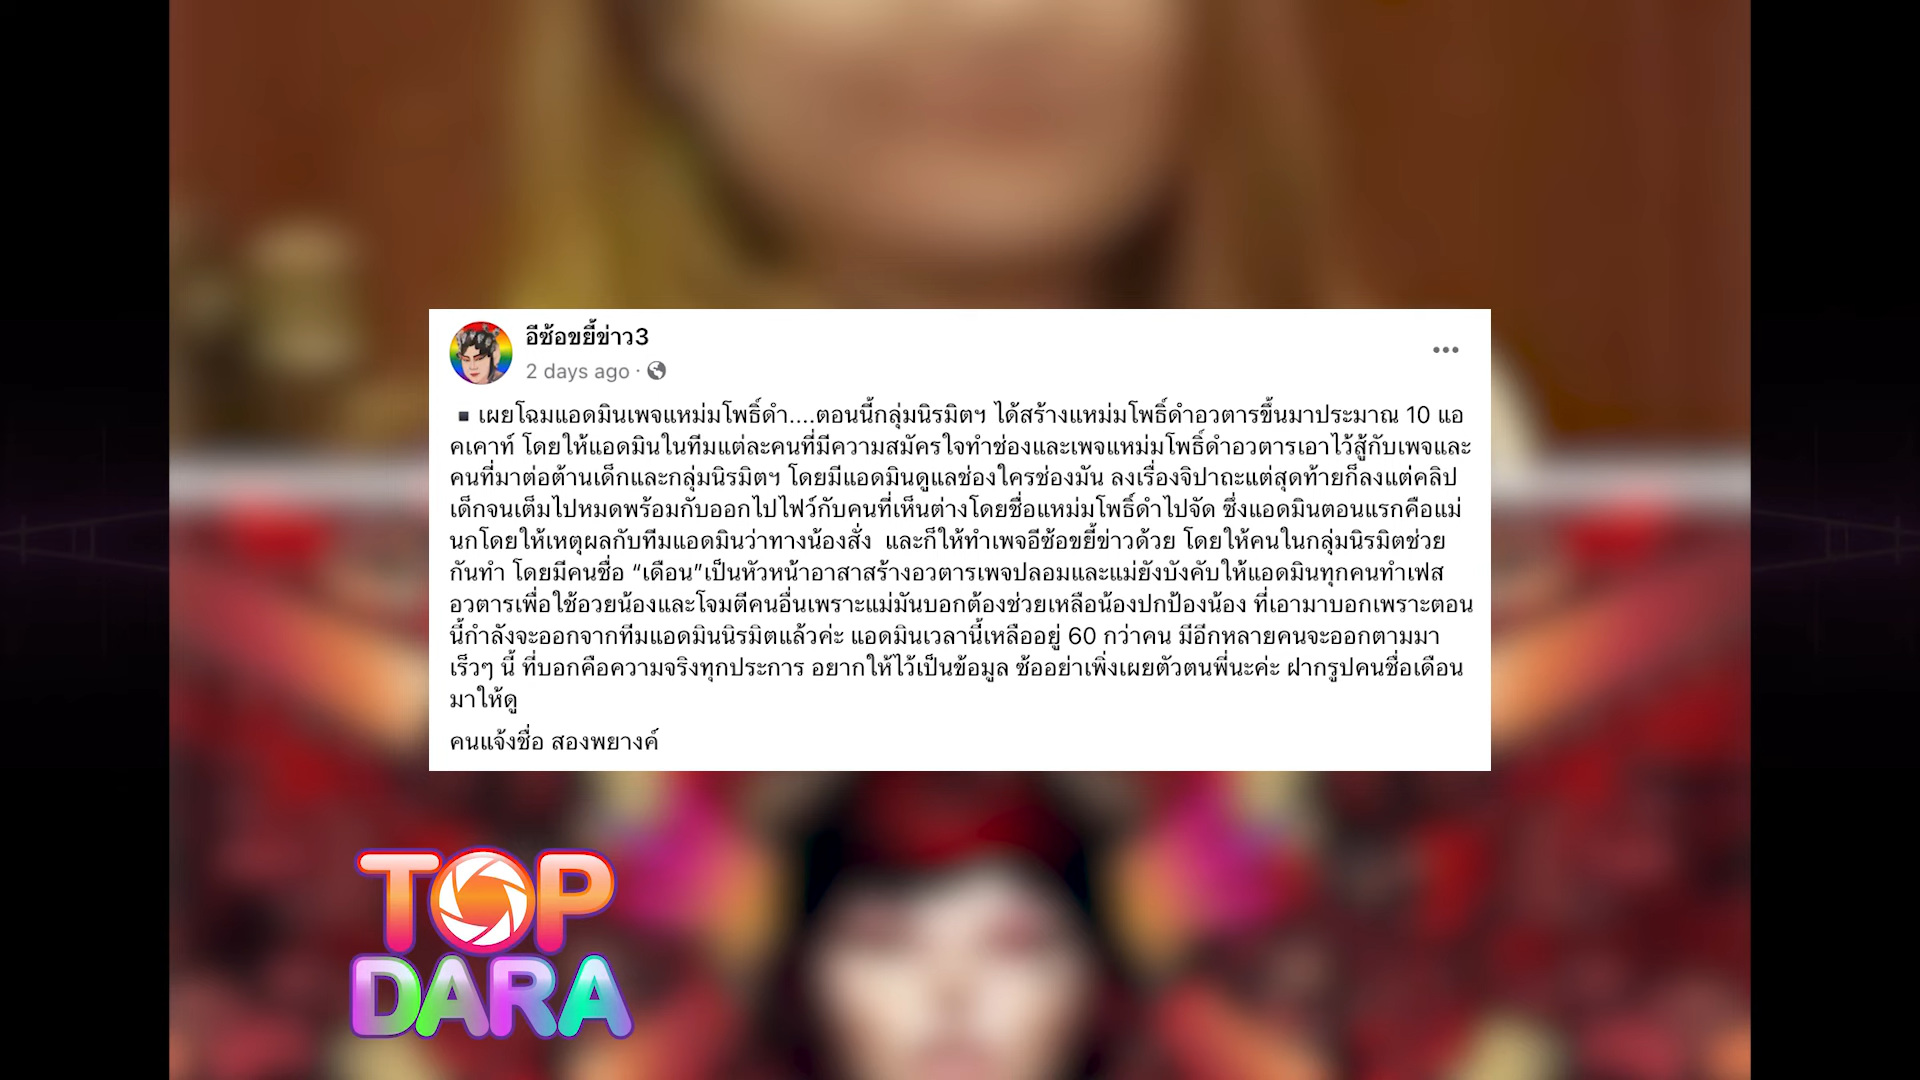 อีซ้อขยี้ข่าว3
2 days ago ·
▪️เผยโฉมแอดมินเพจแหม่มโพธิ์ดำ....ตอนนี้กลุ่มนิรมิตฯ ได้สร้างแหม่มโพธิ์ดำอวตารขึ้นมาประมาณ 10 แอ
คเคาท์ โดยให้แอดมินในทีมแต่ละคนที่มีความสมัครใจทำช่องและเพจแหม่มโพธิ์ดำอวตารเอาไว้สู้กับเพจและ
คนที่มาต่อต้านเด็กและกลุ่มนิรมิตฯ โดยมีแอดมินดูแลช่องใครช่องมัน ลงเรื่องจิปาถะแต่สุดท้ายก็ลงแต่คลิป
เด็กจนเต็มไปหมดพร้อมกับออกไปไฟว์กับคนที่เห็นต่างโดยชื่อแหม่มโพธิ์ดำไปจัด ซึ่งแอดมินตอนแรกคือแม่
นกโดยให้เหตุผลกับทีมแอดมินว่าทางน้องสั่ง  และก็ให้ทำเพจอีซ้อขยี้ข่าวด้วย โดยให้คนในกลุ่มนิรมิตช่วย
กันทำ โดยมีคนชื่อ “เดือน”เป็นหัวหน้าอาสาสร้างอวตารเพจปลอมและแม่ยังบังคับให้แอดมินทุกคนทำเฟส
อวตารเพื่อใช้อวยน้องและโจมตีคนอื่นเพราะแม่มันบอกต้องช่วยเหลือน้องปกป้องน้อง ที่เอามาบอกเพราะตอน
นี้กำลังจะออกจากทีมแอดมินนิรมิตแล้วค่ะ แอดมินเวลานี้เหลืออยู่ 60 กว่าคน มีอีกหลายคนจะออกตามมา
เร็วๆ นี้ ที่บอกคือความจริงทุกประการ อยากให้ไว้เป็นข้อมูล ซ้ออย่าเพิ่งเผยตัวตนพี่นะค่ะ ฝากรูปคนชื่อเดือน
มาให้ดู
คนแจ้งชื่อ สองพยางค์
TOP
DARA